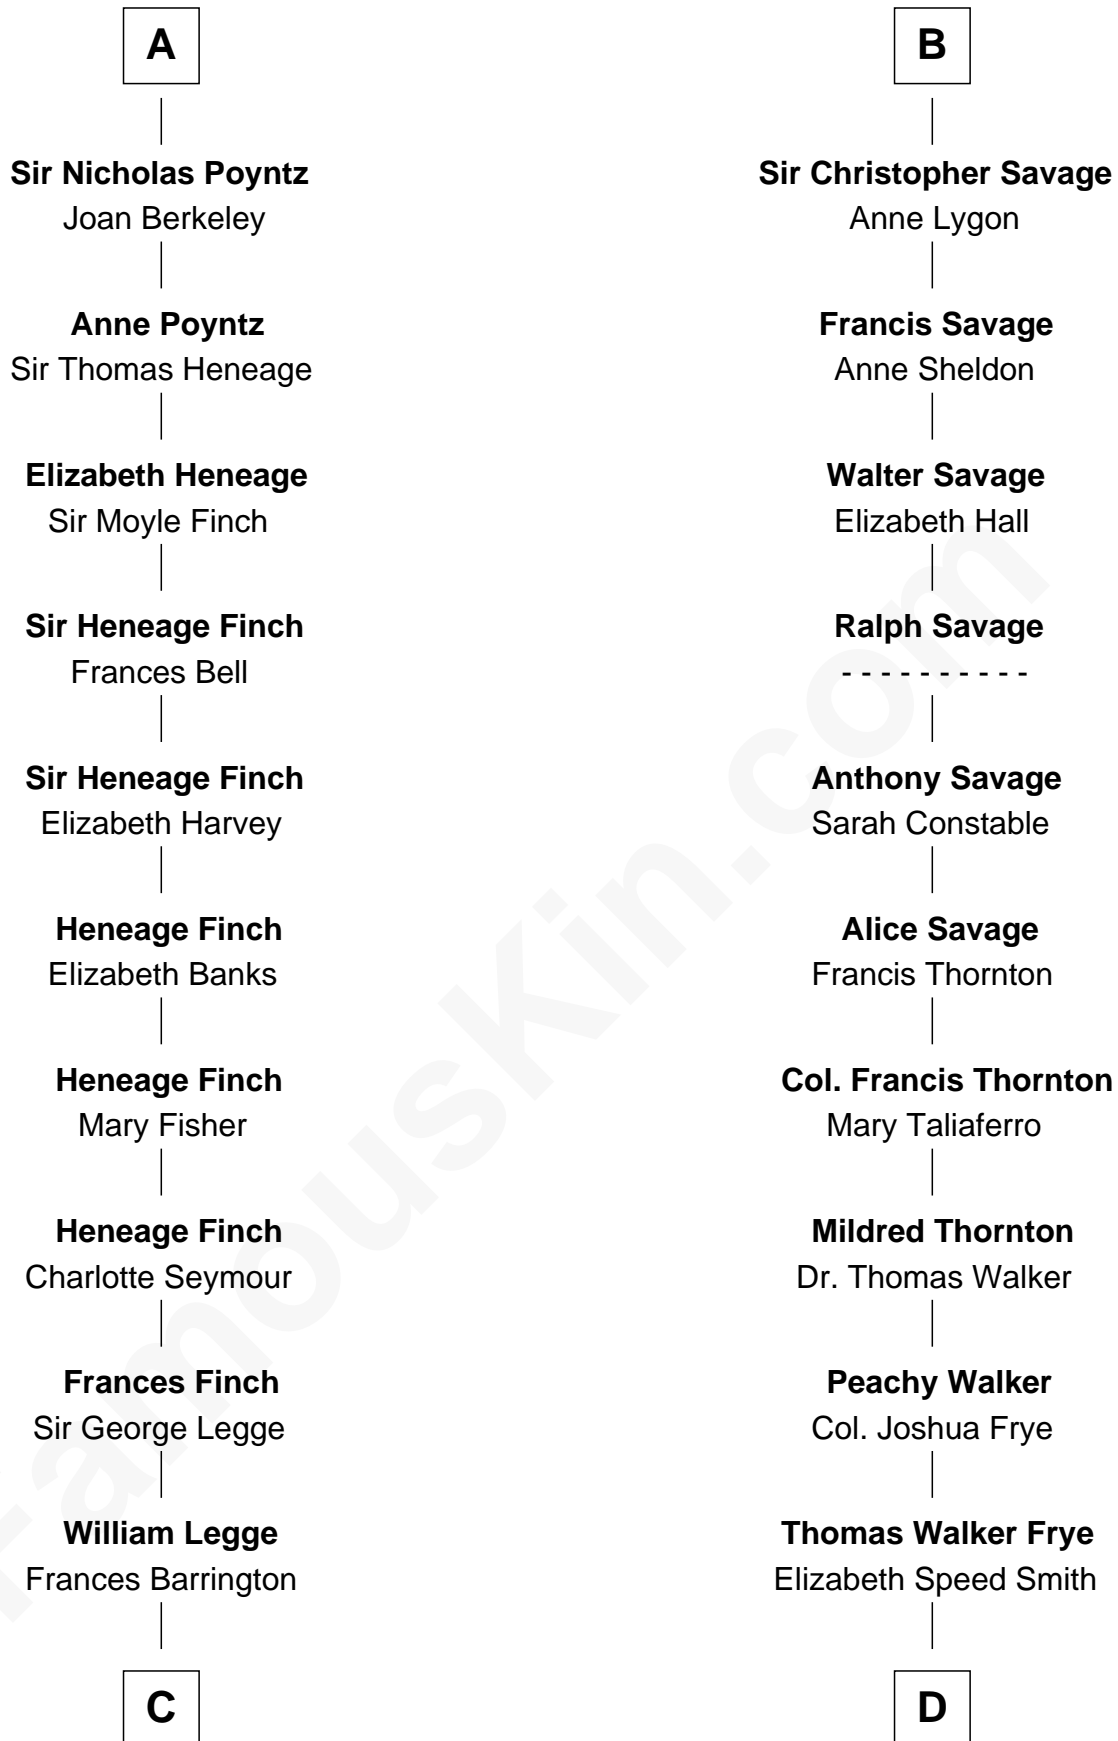 A
Sir Nicholas Poyntz
Joan Berkeley
Anne Poyntz
Sir Thomas Heneage
Elizabeth Heneage
Sir Moyle Finch
Sir Heneage Finch
Frances Bell
Sir Heneage Finch
Elizabeth Harvey
Heneage Finch
Elizabeth Banks
Heneage Finch
Mary Fisher
Heneage Finch
Charlotte Seymour
Frances Finch
Sir George Legge
William Legge
Frances Barrington
C
B
Sir Christopher Savage
Anne Lygon
Francis Savage
Anne Sheldon
Walter Savage
Elizabeth Hall
Ralph Savage
- - - - - - - - - -
Anthony Savage
Sarah Constable
Alice Savage
Francis Thornton
Col. Francis Thornton
Mary Taliaferro
Mildred Thornton
Dr. Thomas Walker
Peachy Walker
Col. Joshua Frye
Thomas Walker Frye
Elizabeth Speed Smith
D
FamousKin.com